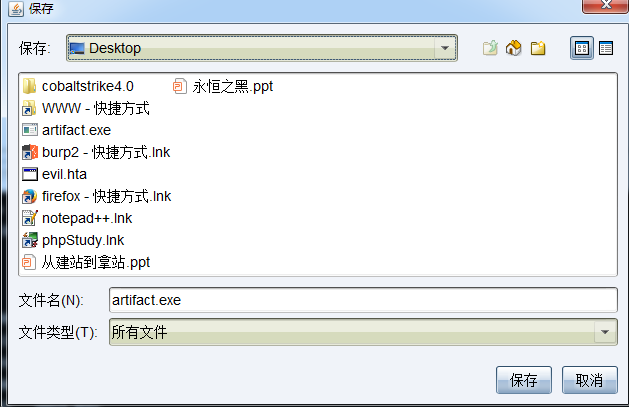 保存
保存:
Desktop
cobaltstrike4.0
永恒之黑.ppt
WWW - 快捷方式
artifact.exe
burp2 - 快捷方式.lnk
evil.hta
firefox - 快捷方式.lnk
notepad++.lnk
phpStudy.lnk
从建站到拿站.ppt
文件名(N):
artifact.exe
文件类型(T):
所有文件
保存
取消